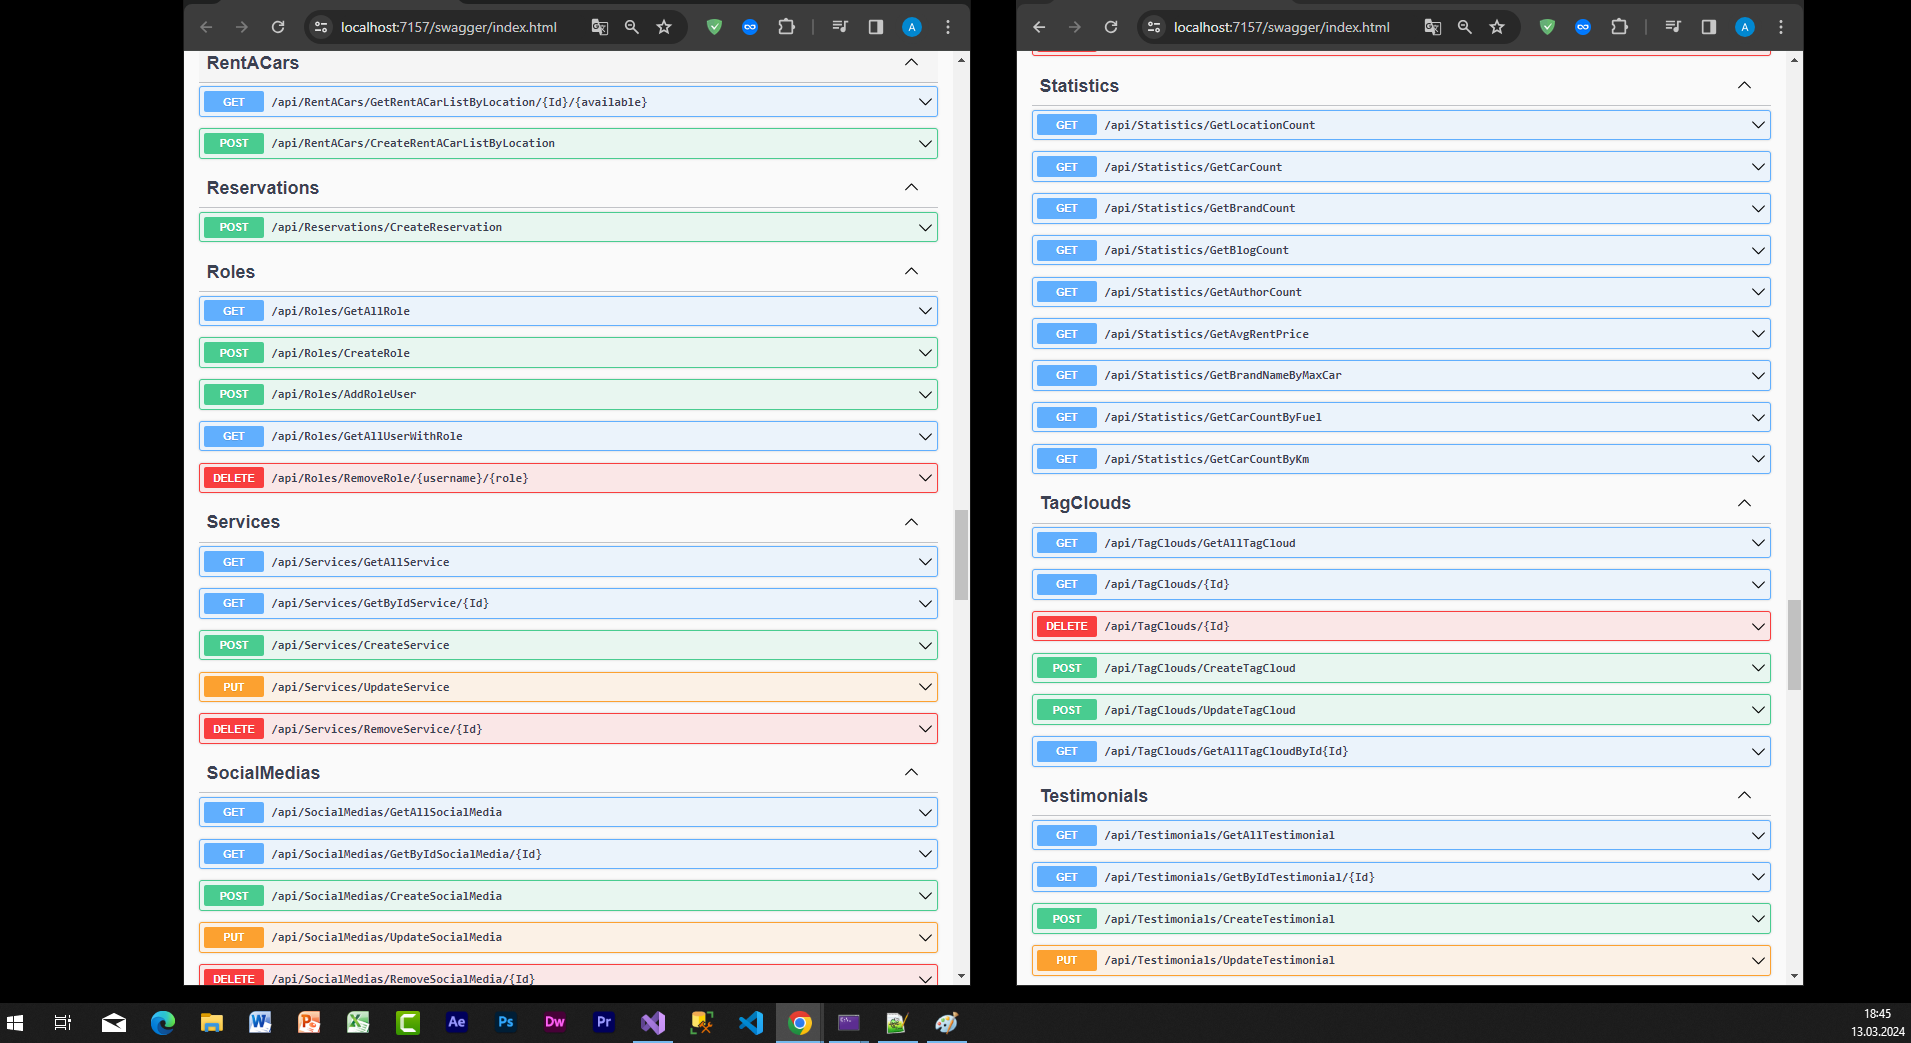 localhost:7157/swagger/index.html
A
RentACars
GET /api/RentACars/GetRentACarListByLocation/{Id}/{available}
POST /api/RentACars/CreateRentACarListByLocation
Reservations
POST /api/Reservations/CreateReservation
Roles
GET /api/Roles/GetAllRole
POST /api/Roles/CreateRole
POST /api/Roles/AddRoleUser
GET /api/Roles/GetAllUserWithRole
DELETE /api/Roles/RemoveRole/{username}/{role}
Services
GET /api/Services/GetAllService
GET /api/Services/GetByIdService/{Id}
POST /api/Services/CreateService
PUT /api/Services/UpdateService
DELETE /api/Services/RemoveService/{Id}
SocialMedias
GET /api/SocialMedias/GetAllSocialMedia
GET /api/SocialMedias/GetByIdSocialMedia/{Id}
POST /api/SocialMedias/CreateSocialMedia
PUT /api/SocialMedias/UpdateSocialMedia
DELETE /api/SocialMedias/RemoveSocialMedia/{Id}
localhost:7157/swagger/index.html
A
Statistics
GET /api/Statistics/GetLocationCount
GET /api/Statistics/GetCarCount
GET /api/Statistics/GetBrandCount
GET /api/Statistics/GetBlogCount
GET /api/Statistics/GetAuthorCount
GET /api/Statistics/GetAvgRentPrice
GET /api/Statistics/GetBrandNameByMaxCar
GET /api/Statistics/GetCarCountByFuel
GET /api/Statistics/GetCarCountByKm
TagClouds
GET /api/TagClouds/GetAllTagCloud
GET /api/TagClouds/{Id}
DELETE /api/TagClouds/{Id}
POST /api/TagClouds/CreateTagCloud
POST /api/TagClouds/UpdateTagCloud
GET /api/TagClouds/GetAllTagCloudById{Id}
Testimonials
GET /api/Testimonials/GetAllTestimonial
GET /api/Testimonials/GetByIdTestimonial/{Id}
POST /api/Testimonials/CreateTestimonial
PUT /api/Testimonials/UpdateTestimonial
Ae Ps Dw Pr
18:45
13.03.2024